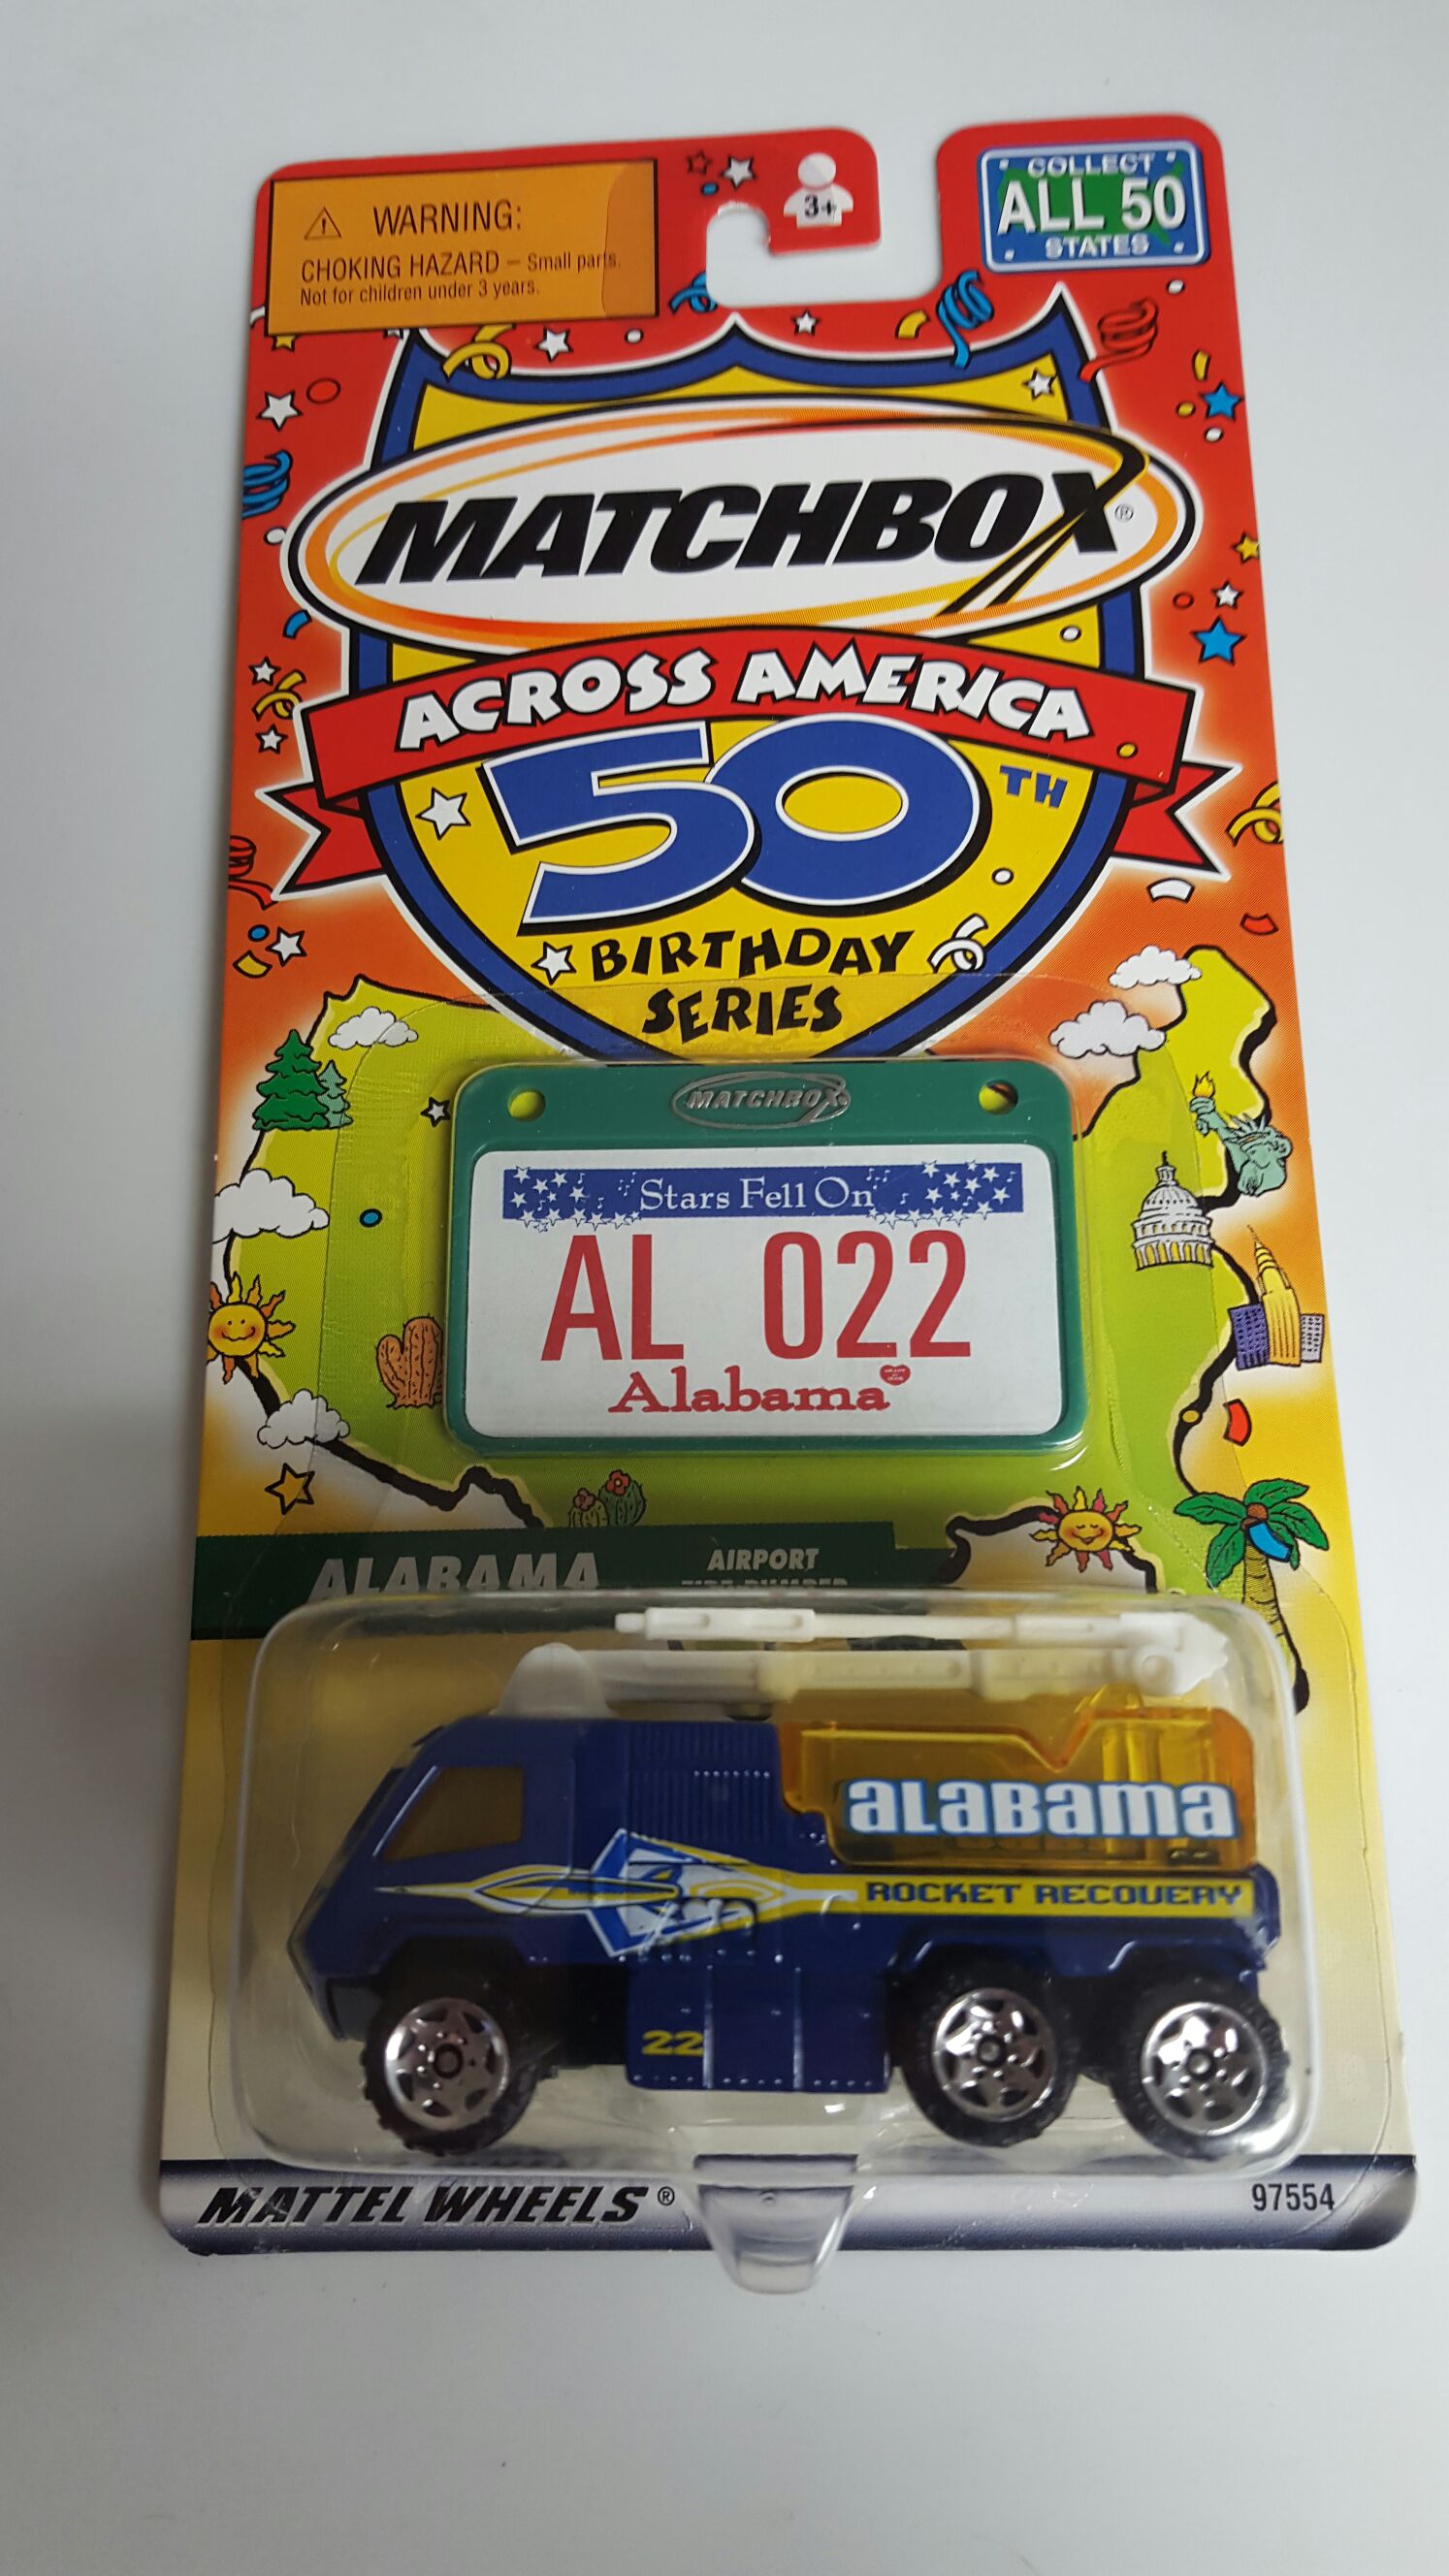 WARNING:
CHOKING HAZARD – Small parts.
Not for children under 3 years.
3+
COLLECT
ALL 50
STATES
MATCHBOX®
ACROSS AMERICA
50TH
BIRTHDAY
SERIES
MATCHBOX
Stars Fell On
AL 022
Alabama
ALABAMA
AIRPORT
FIRE PUMPER
alabama
ROCKET RECOVERY
22
MATTEL WHEELS®
97554